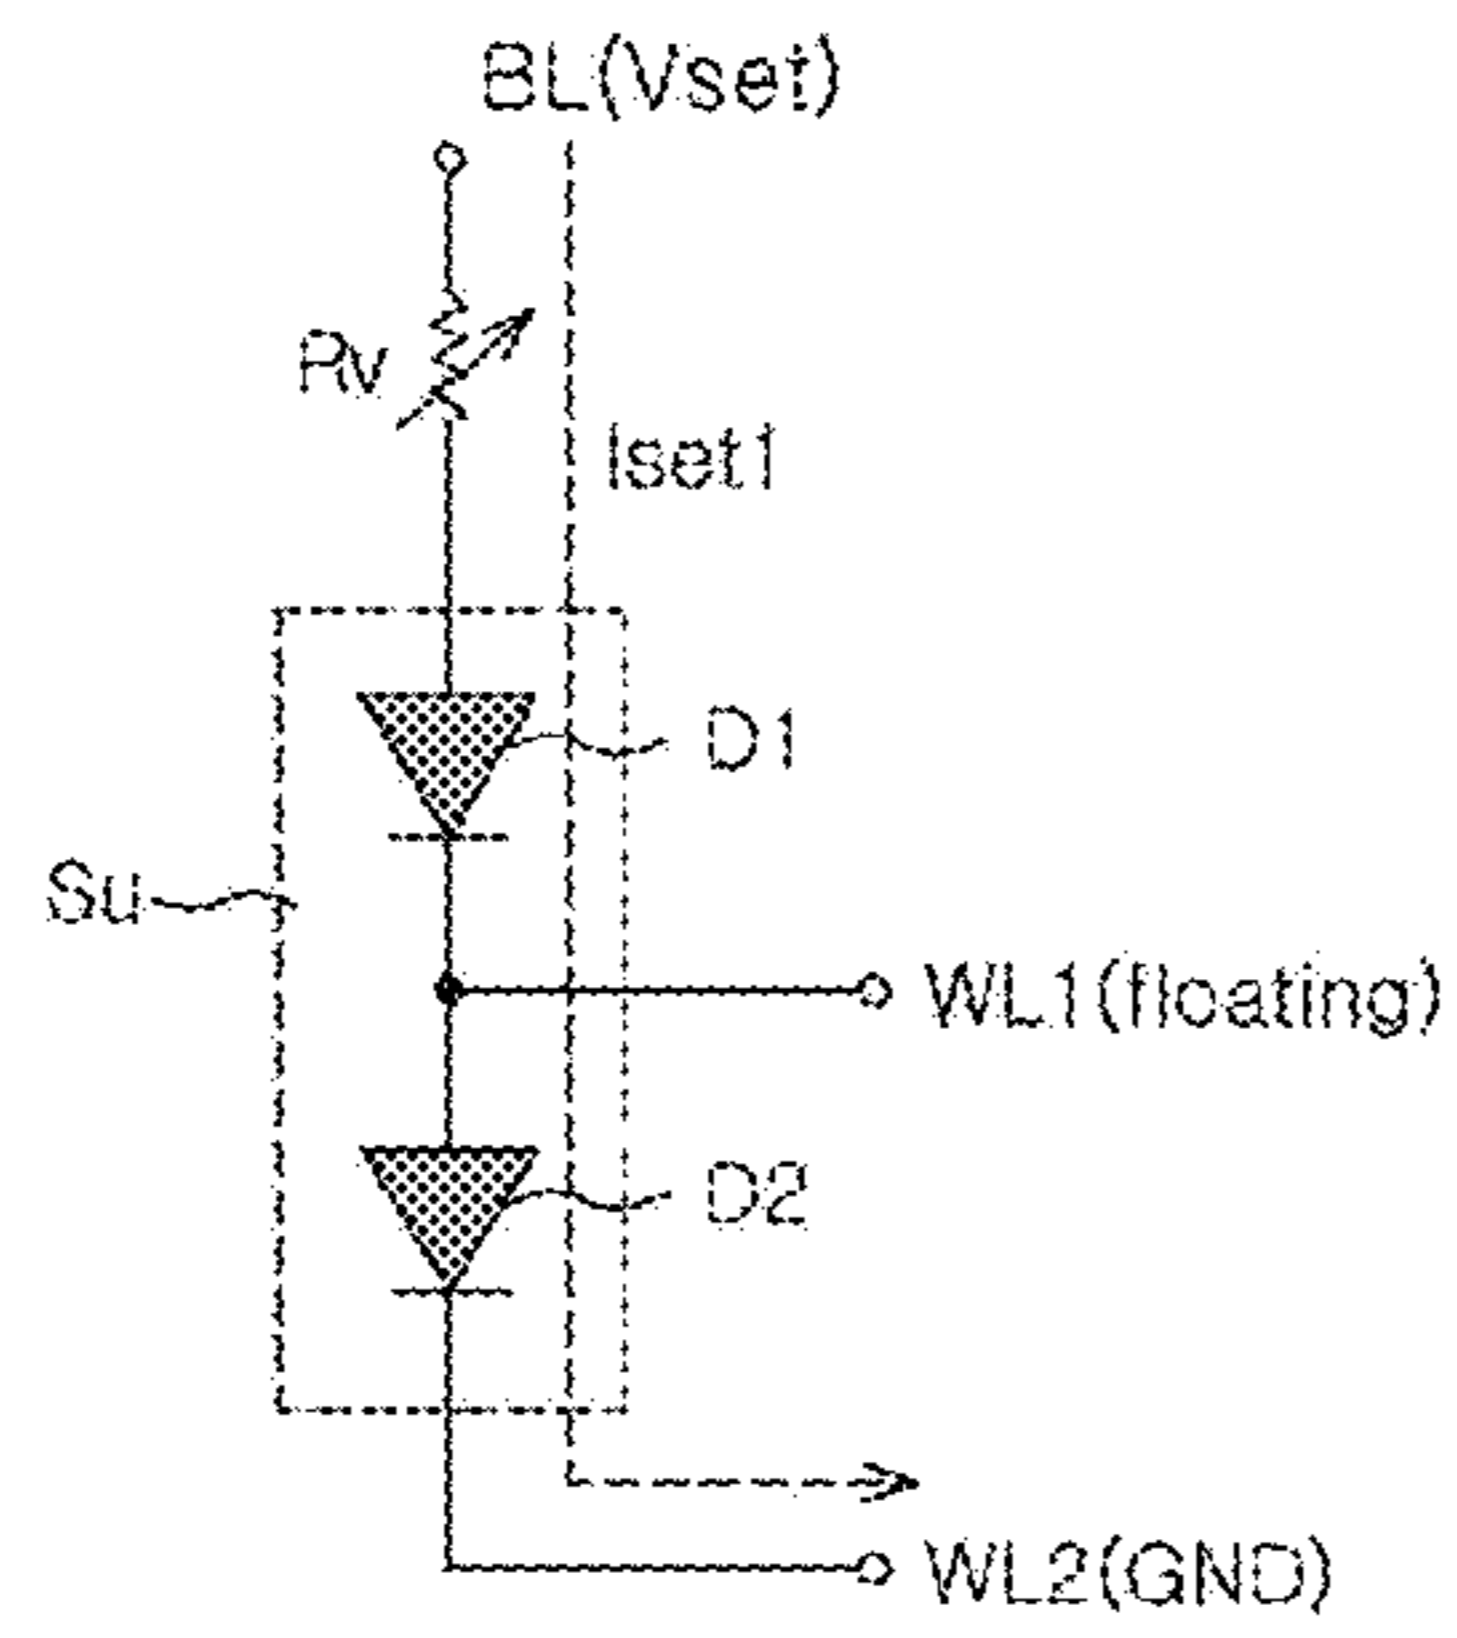 BL(Vset)
Rv
Iset1
D1
Su
WL1(floating)
D2
WL2(GND)